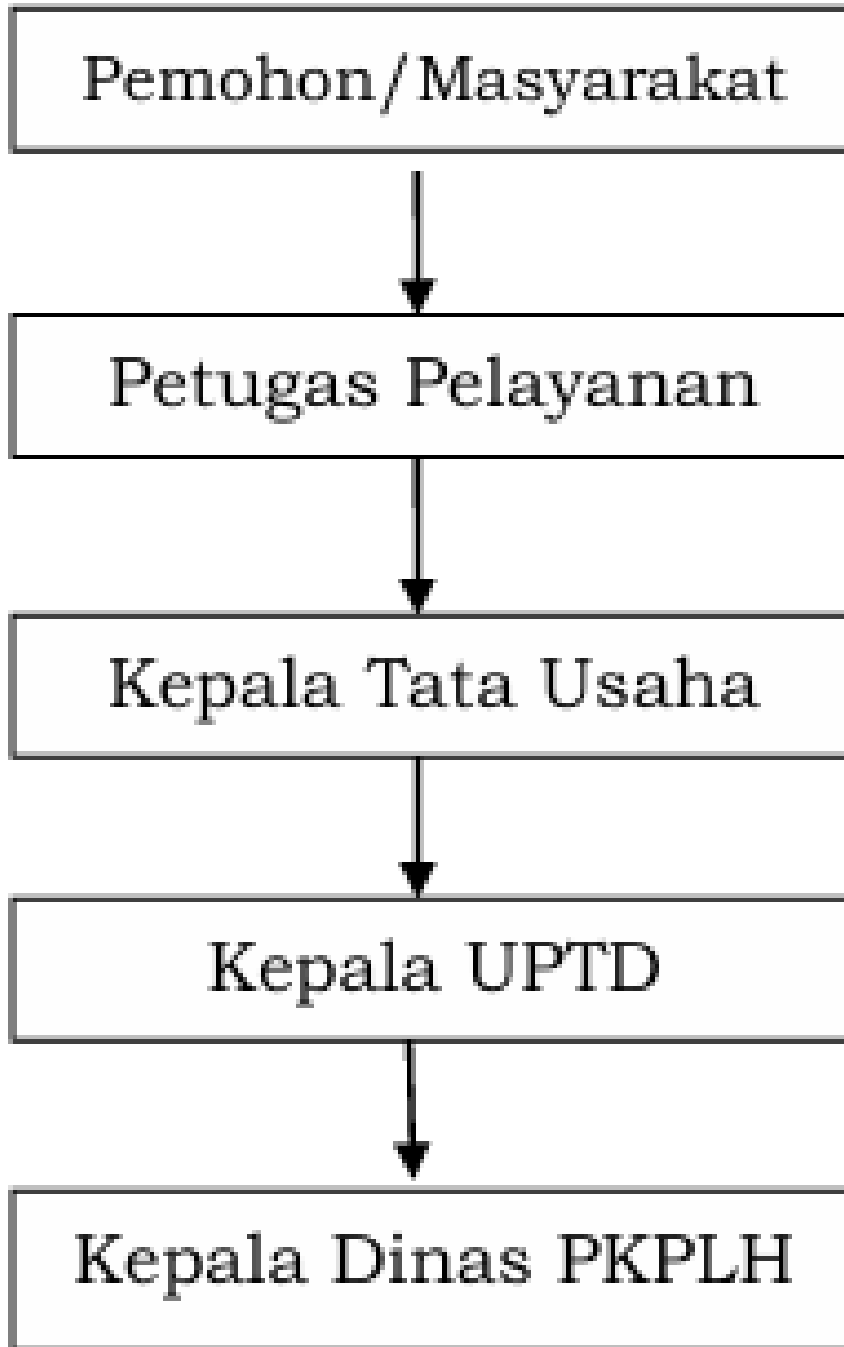 Pemohon/Masyarakat
Petugas Pelayanan
Kepala Tata Usaha
Kepala UPTD
Kepala Dinas PKPLH